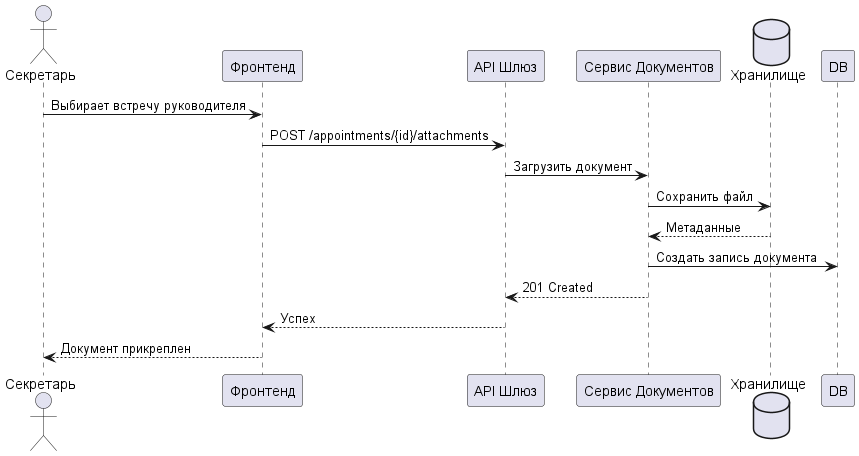 Секретарь
Фронтенд
API Шлюз
Сервис Документов
Хранилище
DB
Выбирает встречу руководителя
POST /appointments/{id}/attachments
Загрузить документ
Сохранить файл
Метаданные
Создать запись документа
201 Created
Успех
Документ прикреплен
Секретарь
Фронтенд
API Шлюз
Сервис Документов
Хранилище
DB